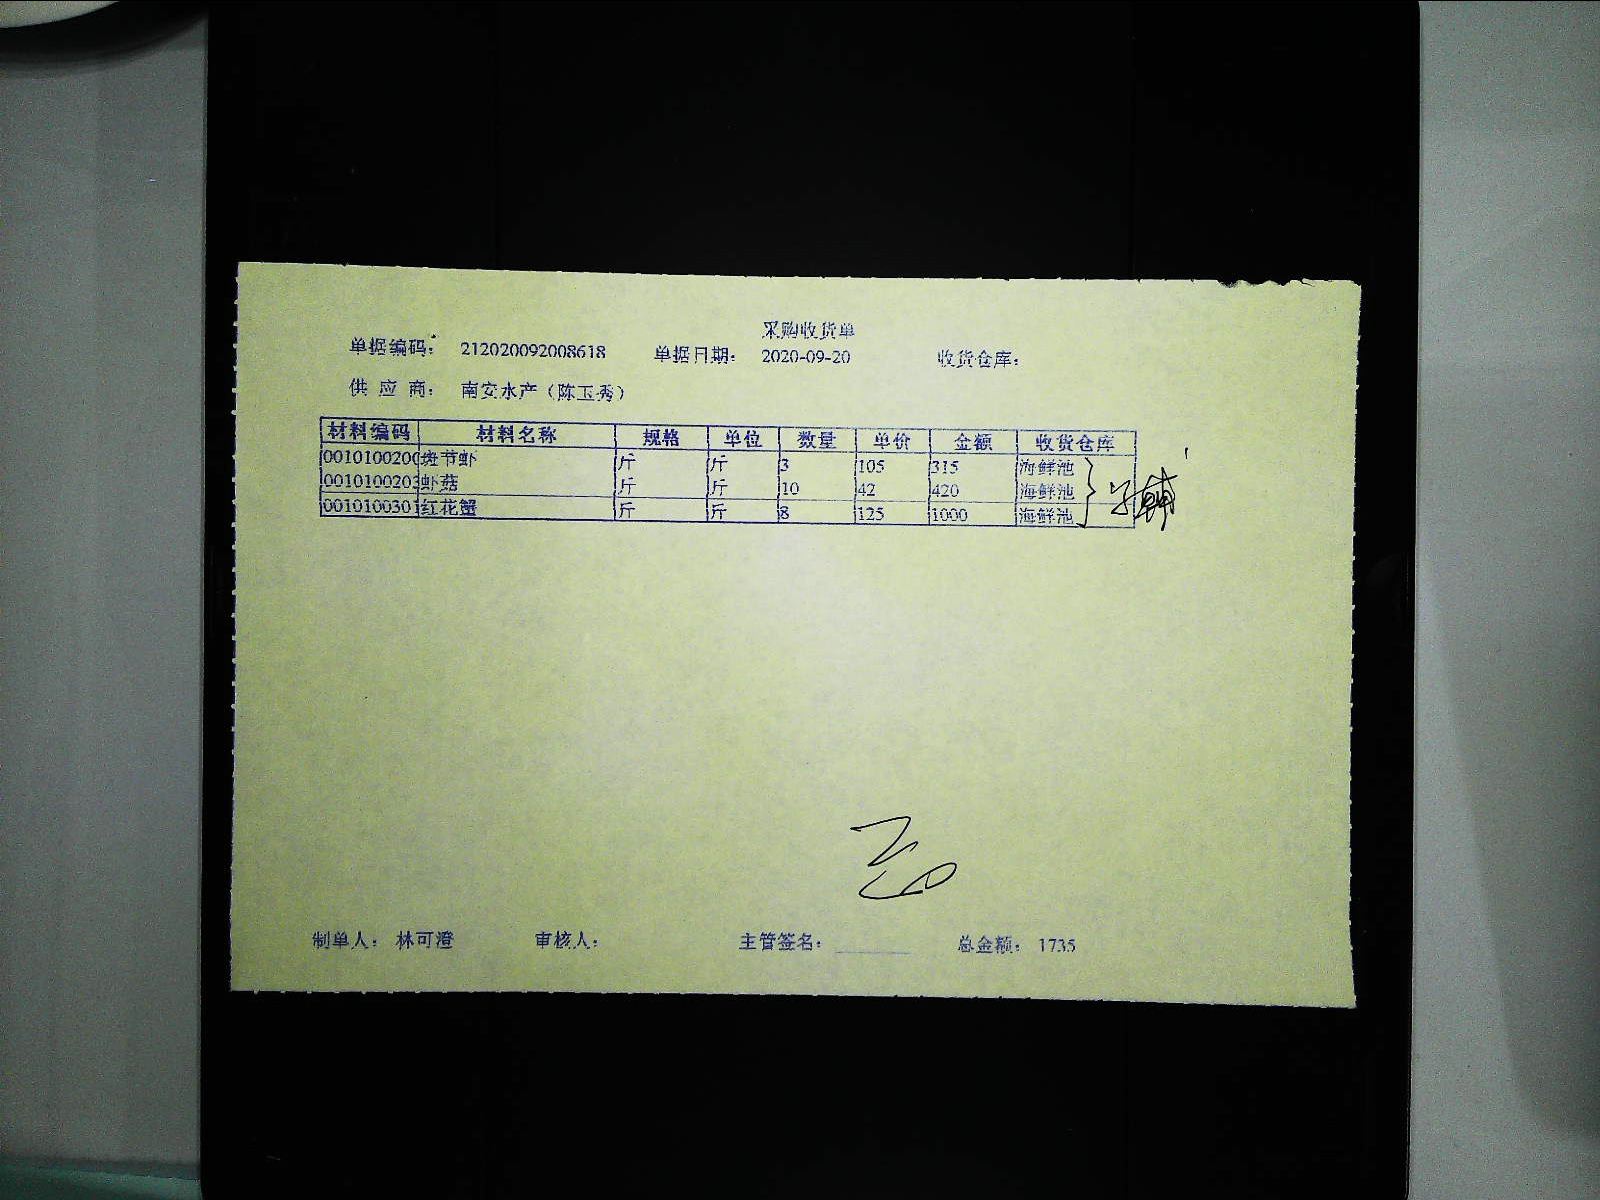 采购收货单
单据编码： 212020092008618 单据日期： 2020-09-20 收货仓库：
供 应 商： 南安水产（陈玉秀）
材料编码 材料名称 规格 单位 数量 单价 金额 收货仓库
0010100200 斑节虾 斤 斤 3 105 315 海鲜池
0010100203 虾菇 斤 斤 10 42 420 海鲜池
0010100301 红花蟹 斤 斤 8 125 1000 海鲜池
制单人： 林可澄 审核人： 主管签名： 总金额： 1735